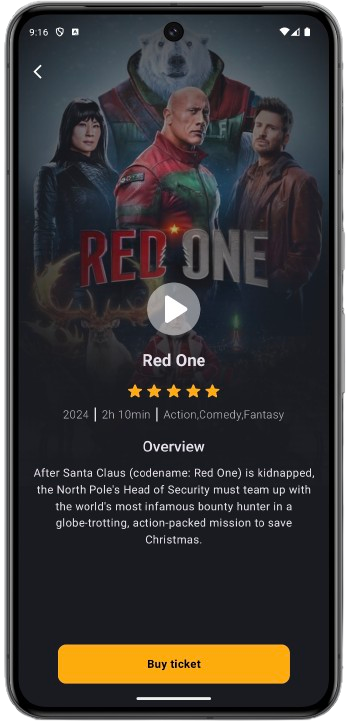 9:16
RED ONE
Red One
2024 | 2h 10min | Action,Comedy,Fantasy
Overview
After Santa Claus (codename: Red One) is kidnapped,
the North Pole's Head of Security must team up with
the world's most infamous bounty hunter in a
globe-trotting, action-packed mission to save
Christmas.
Buy ticket